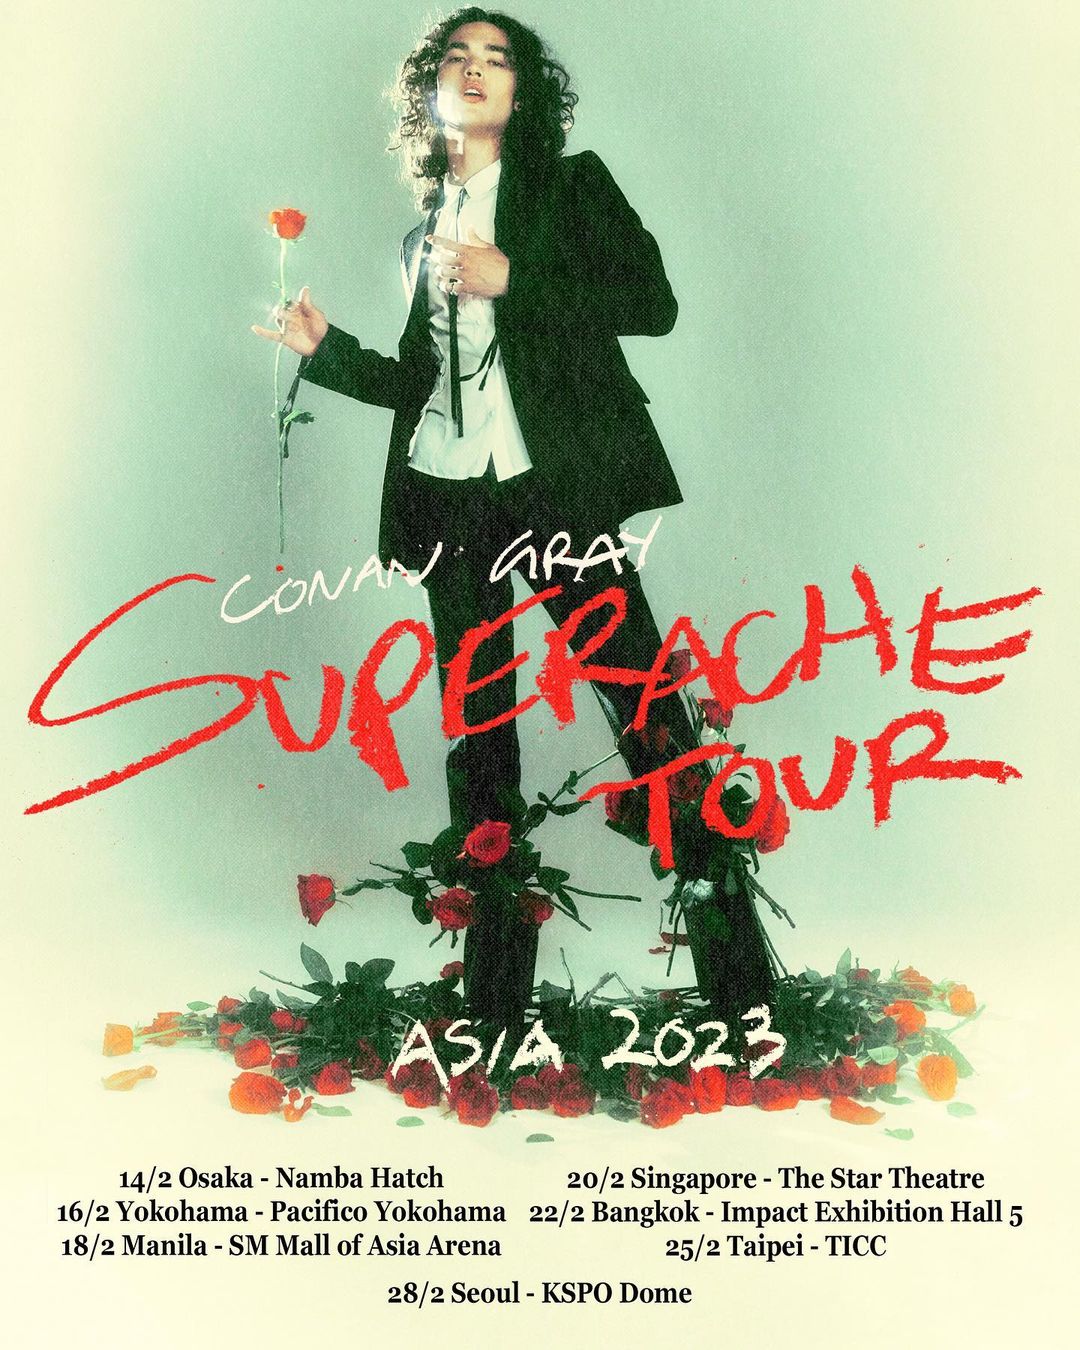 CONAN GRAY
SUPERACHE
TOUR
ASIA 2023
14/2 Osaka - Namba Hatch
16/2 Yokohama - Pacifico Yokohama
18/2 Manila - SM Mall of Asia Arena
20/2 Singapore - The Star Theatre
22/2 Bangkok - Impact Exhibition Hall 5
25/2 Taipei - TICC
28/2 Seoul - KSPO Dome